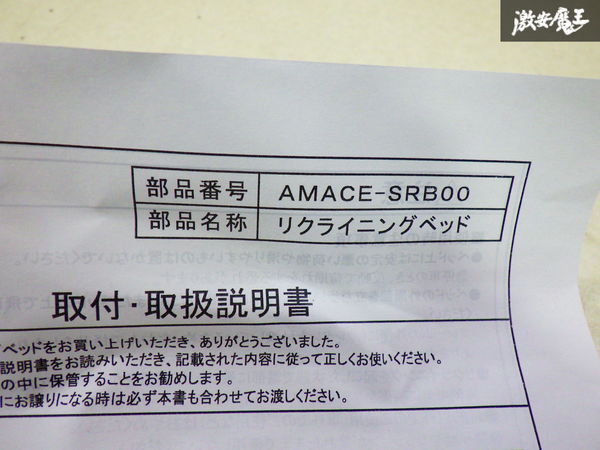 激安魔王
部品番号 AMACE-SRB00
部品名称 リクライニングベッド
取付・取扱説明書
ベッドをお買い上げいただき、ありがとうございました。
説明書をお読みいただき、記載された内容に従って正しくお使いください。
の中に保管することをお勧めします。
にお譲りになる時は必ず本書も合わせてお渡しください。